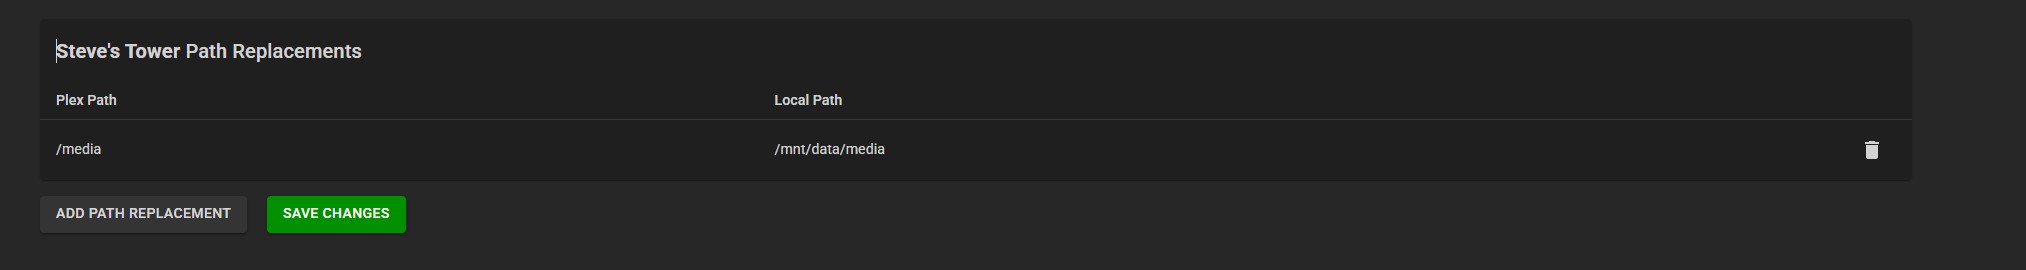 Steve's Tower Path Replacements
Plex Path Local Path
/media /mnt/data/media
ADD PATH REPLACEMENT SAVE CHANGES